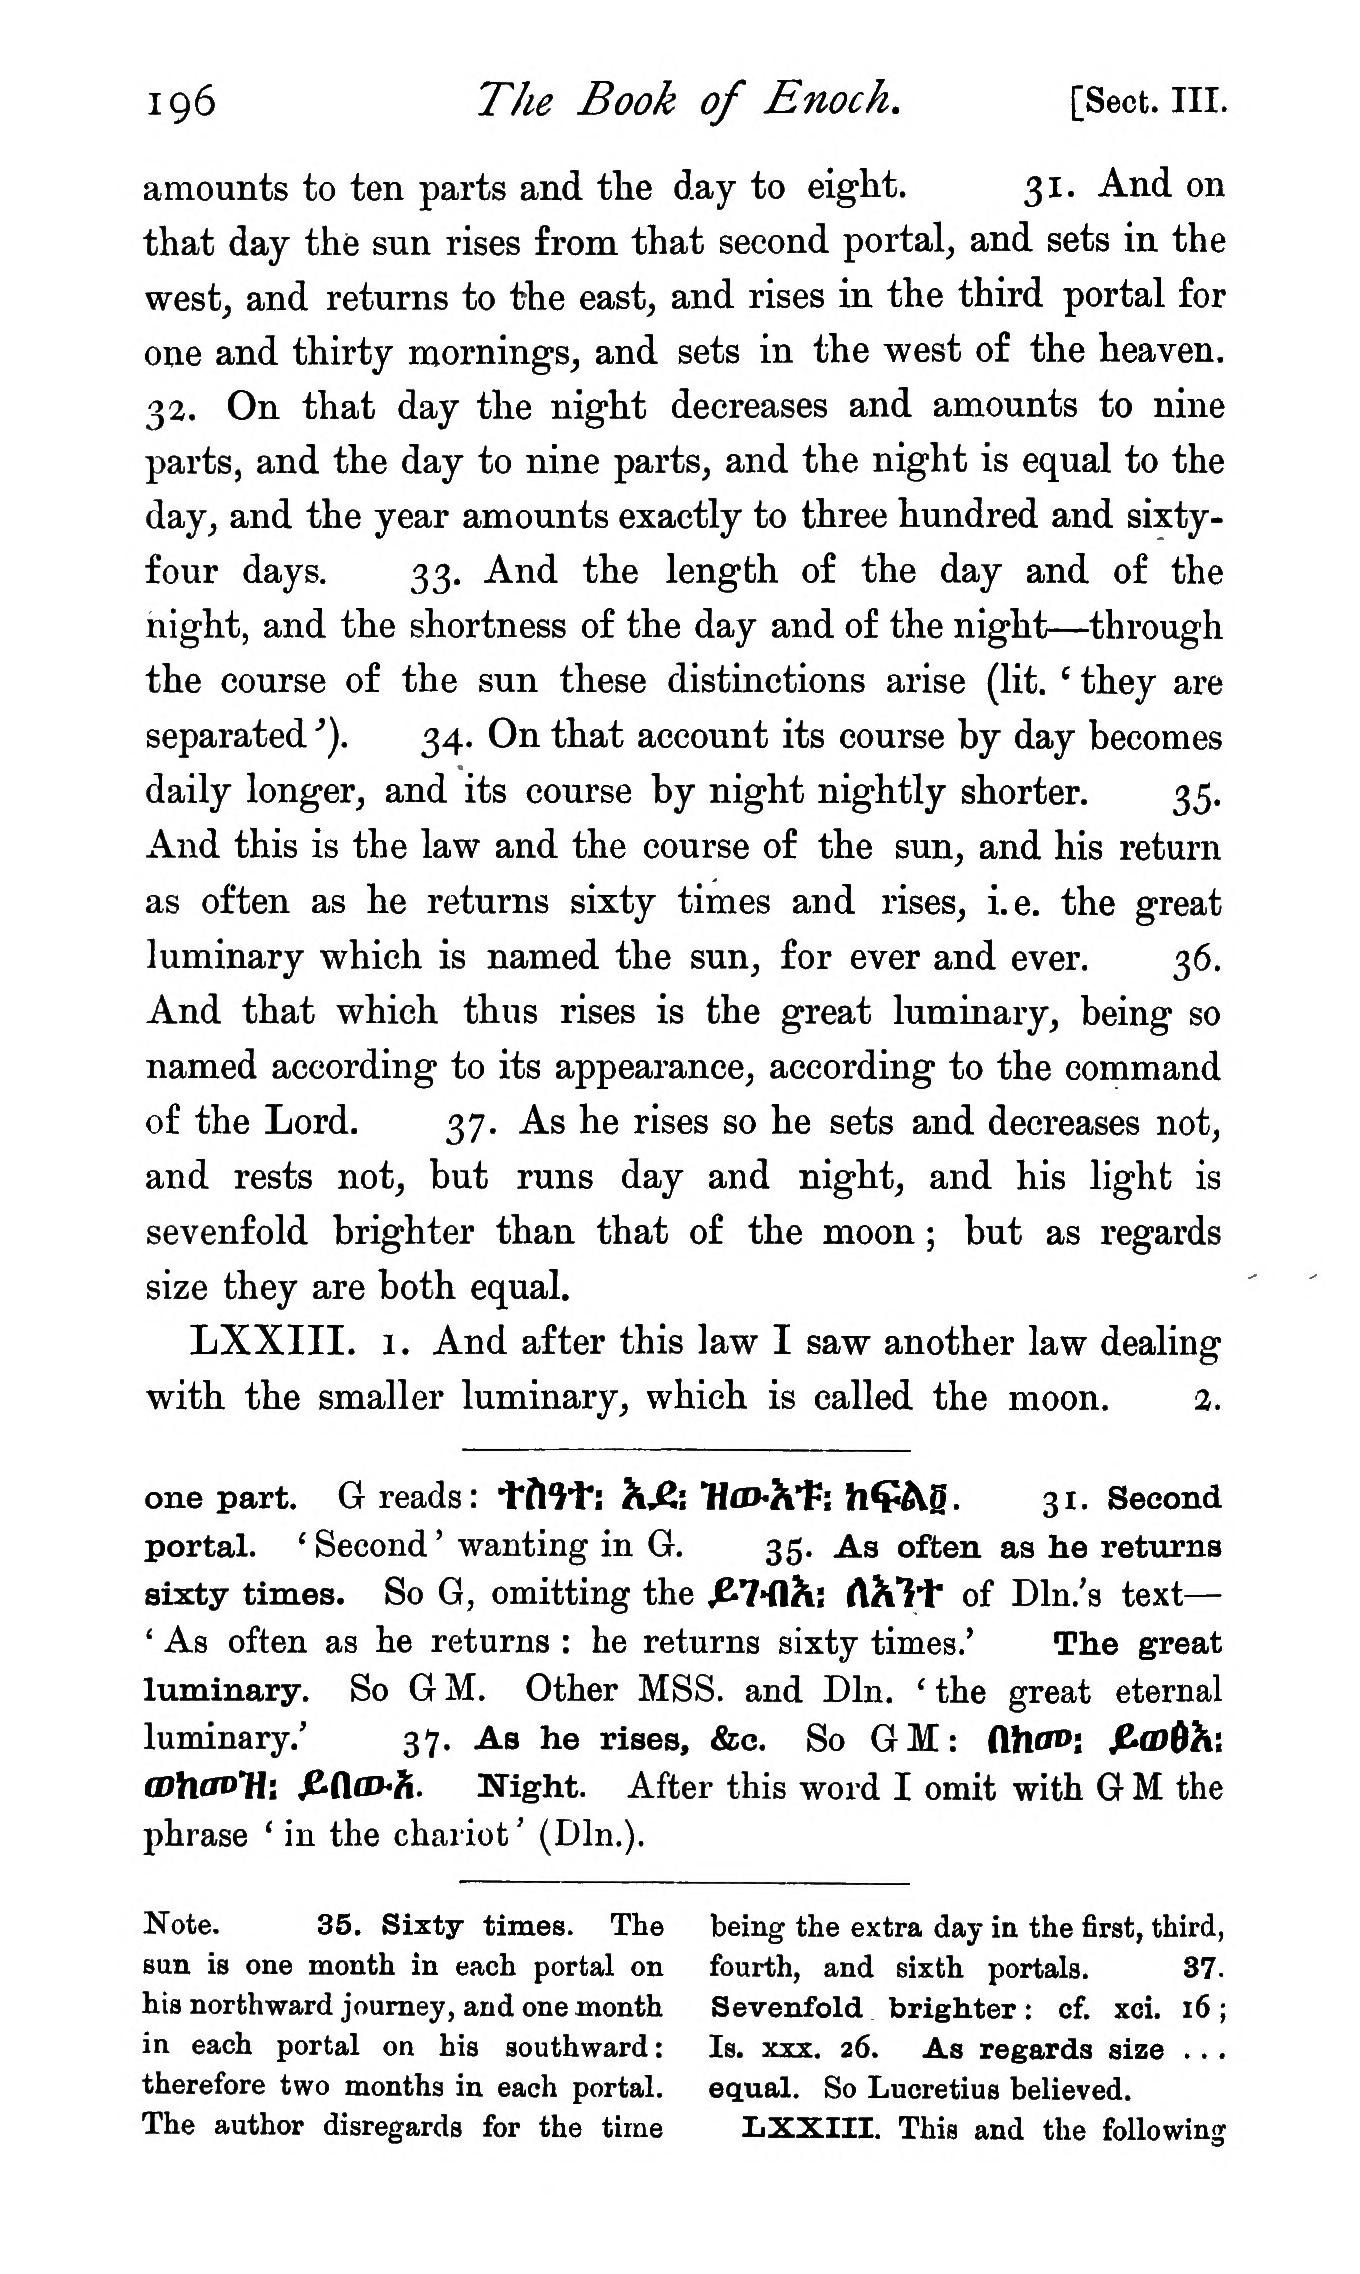 196 The Book of Enoch. [Sect. III.
amounts to ten parts and the day to eight. 31. And on
that day the sun rises from that second portal, and sets in the
west, and returns to the east, and rises in the third portal for
one and thirty mornings, and sets in the west of the heaven.
32. On that day the night decreases and amounts to nine
parts, and the day to nine parts, and the night is equal to the
day, and the year amounts exactly to three hundred and sixty-
four days. 33. And the length of the day and of the
night, and the shortness of the day and of the night—through
the course of the sun these distinctions arise (lit. ‘they are
separated’). 34. On that account its course by day becomes
daily longer, and its course by night nightly shorter. 35.
And this is the law and the course of the sun, and his return
as often as he returns sixty times and rises, i.e. the great
luminary which is named the sun, for ever and ever. 36.
And that which thus rises is the great luminary, being so
named according to its appearance, according to the command
of the Lord. 37. As he rises so he sets and decreases not,
and rests not, but runs day and night, and his light is
sevenfold brighter than that of the moon; but as regards
size they are both equal.
LXXIII. 1. And after this law I saw another law dealing
with the smaller luminary, which is called the moon. 2.
one part. G reads: ተስዓተ፡ እዴ፡ ዝውእቱ፡ ክፍል፩. 31. Second
portal. ‘Second’ wanting in G. 35. As often as he returns
sixty times. So G, omitting the ይገብእ፡ ለእንተ of Dln.’s text—
‘As often as he returns: he returns sixty times.’ The great
luminary. So G M. Other MSS. and Dln. ‘the great eternal
luminary.’ 37. As he rises, &c. So G M: በከመ፡ ይወፅእ፡
ወከመዝ፡ ይበውእ. Night. After this word I omit with G M the
phrase ‘in the chariot’ (Dln.).
Note. 35. Sixty times. The
sun is one month in each portal on
his northward journey, and one month
in each portal on his southward:
therefore two months in each portal.
The author disregards for the time
being the extra day in the first, third,
fourth, and sixth portals. 37.
Sevenfold brighter: cf. xci. 16;
Is. xxx. 26. As regards size ...
equal. So Lucretius believed.
LXXIII. This and the following